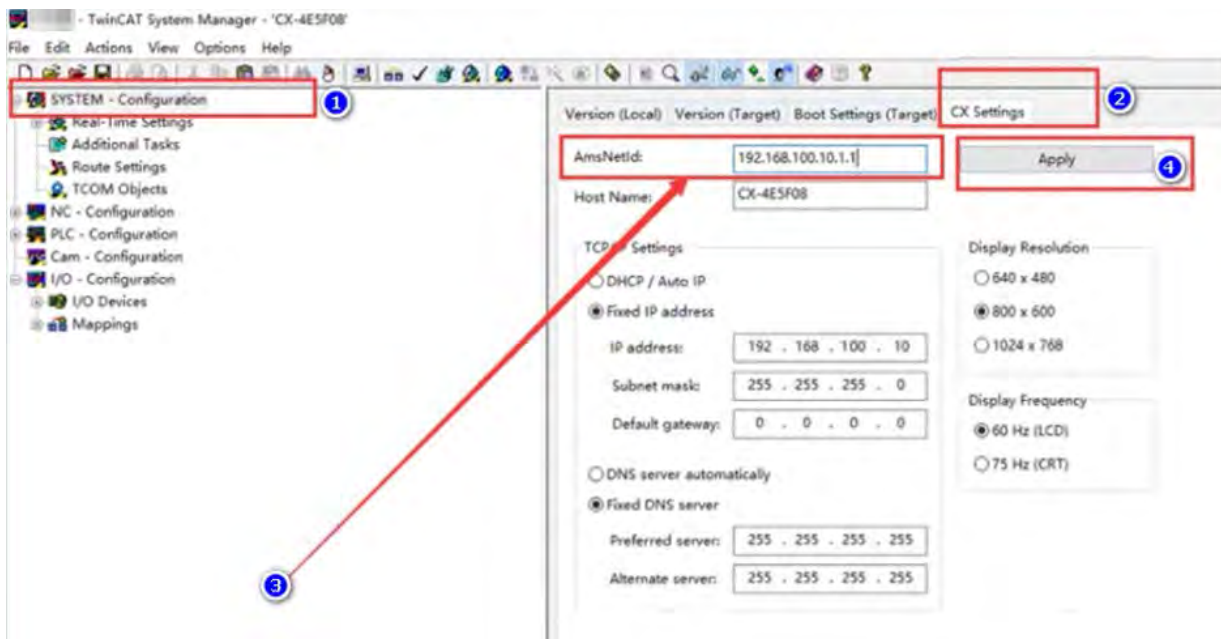 - TwinCAT System Manager - 'CX-4E5F08'
File Edit Actions View Options Help
SYSTEM - Configuration
1
Real-Time Settings
Additional Tasks
Route Settings
TCOM Objects
NC - Configuration
PLC - Configuration
Cam - Configuration
I/O - Configuration
I/O Devices
Mappings
Version (Local) Version (Target) Boot Settings (Target) CX Settings
2
AmsNetId: 192.168.100.10.1.1
Apply
4
Host Name: CX-4E5F08
TCP/IP Settings
DHCP / Auto IP
Fixed IP address
IP address: 192 . 168 . 100 . 10
Subnet mask: 255 . 255 . 255 . 0
Default gateway: 0 . 0 . 0 . 0
DNS server automatically
Fixed DNS server
Preferred server: 255 . 255 . 255 . 255
Alternate server: 255 . 255 . 255 . 255
Display Resolution
640 x 480
800 x 600
1024 x 768
Display Frequency
60 Hz (LCD)
75 Hz (CRT)
3